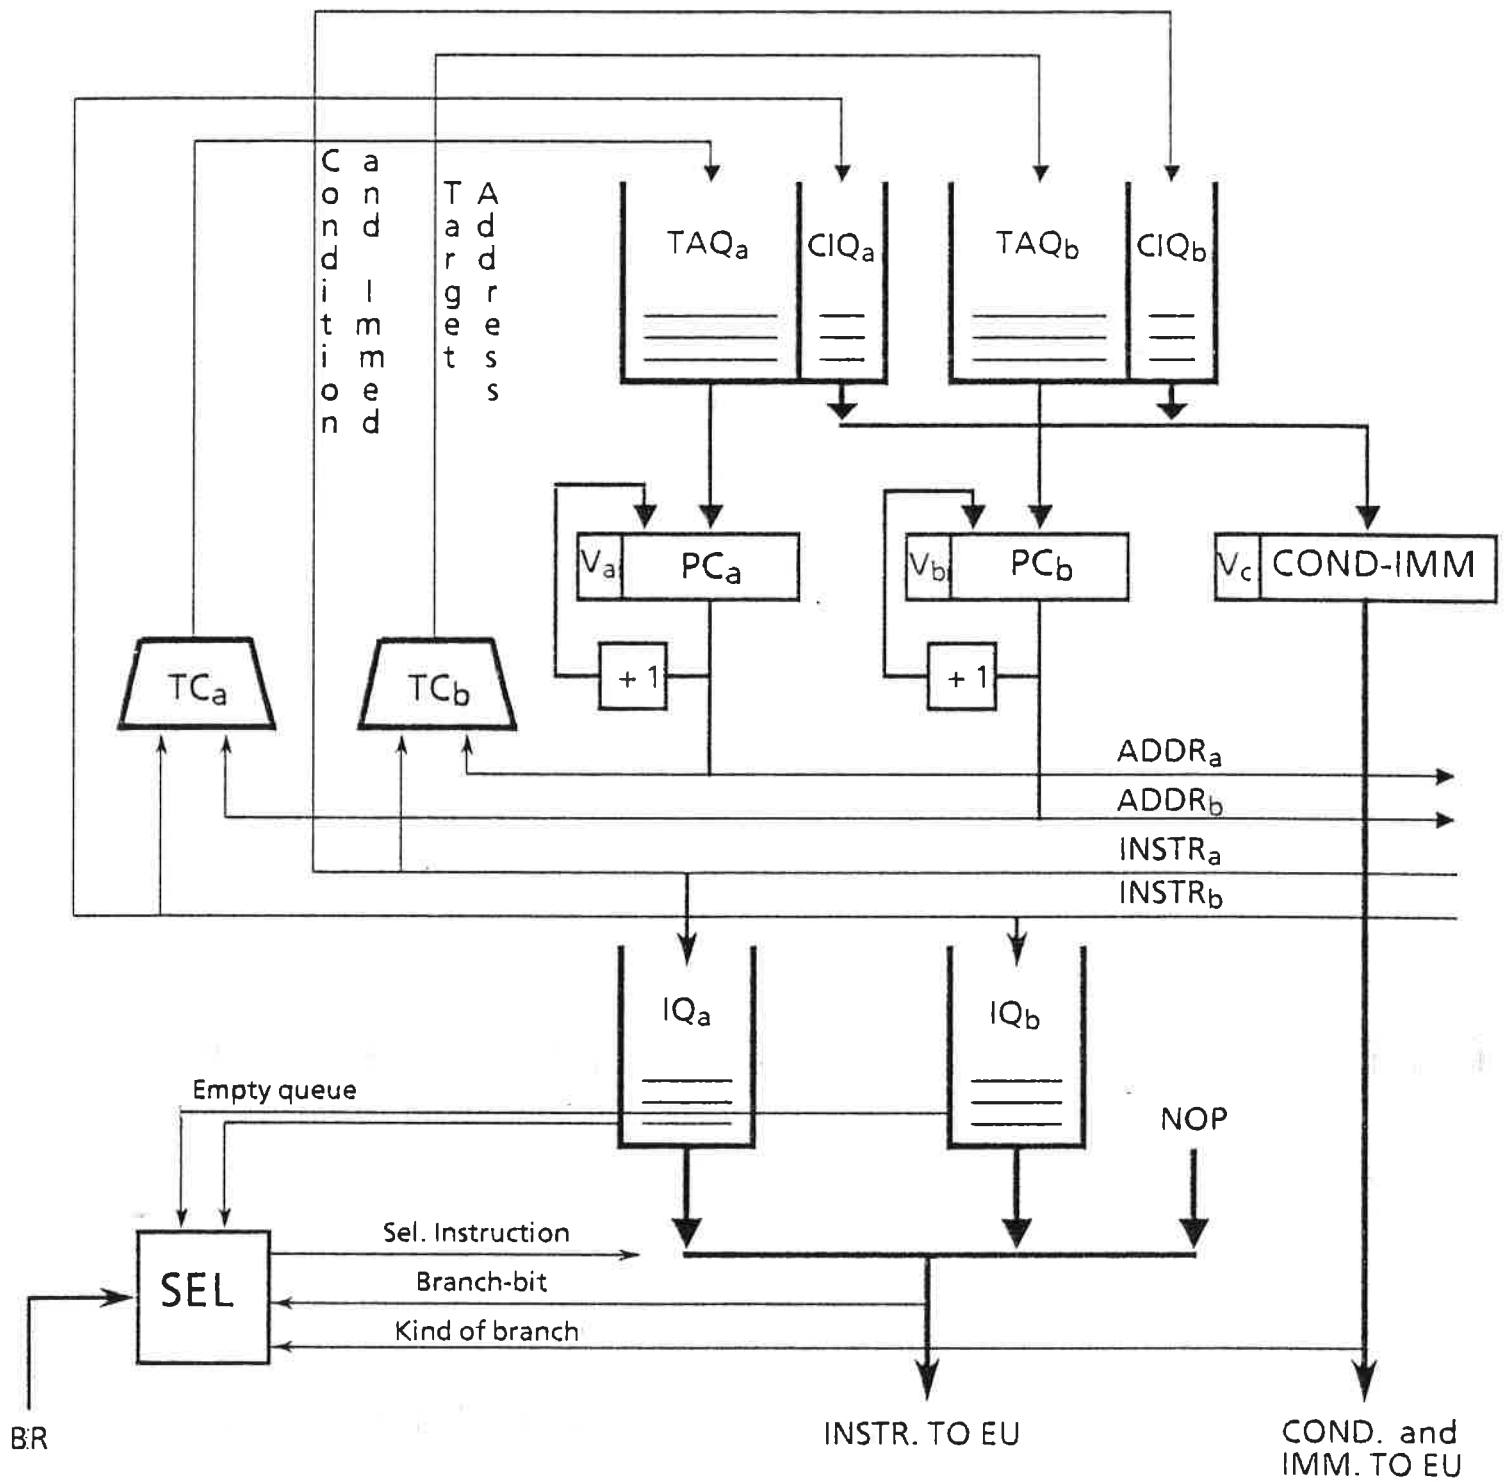 Condition
and Immed
Target
Address
TAQa
CIQa
TAQb
CIQb
Va
PCa
Vb
PCb
Vc
COND-IMM
TCa
TCb
+ 1
+ 1
ADDRa
ADDRb
INSTRa
INSTRb
IQa
IQb
Empty queue
NOP
Sel. Instruction
SEL
Branch-bit
Kind of branch
BR
INSTR. TO EU
COND. and
IMM. TO EU